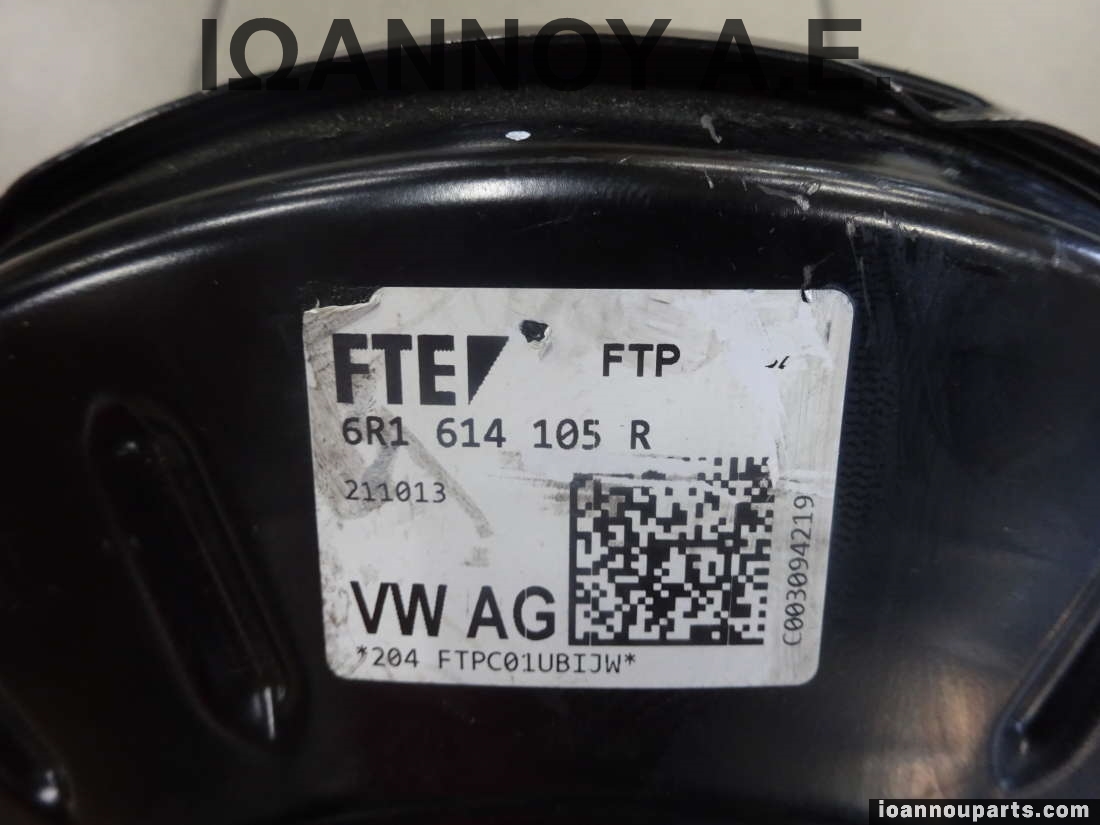 ΙΩΑΝΝΟΥ Α.Ε.
FTE FTP
6R1 614 105 R
211013
C003094219
VW AG
*204 FTPC01UBIJW*
ioannouparts.com